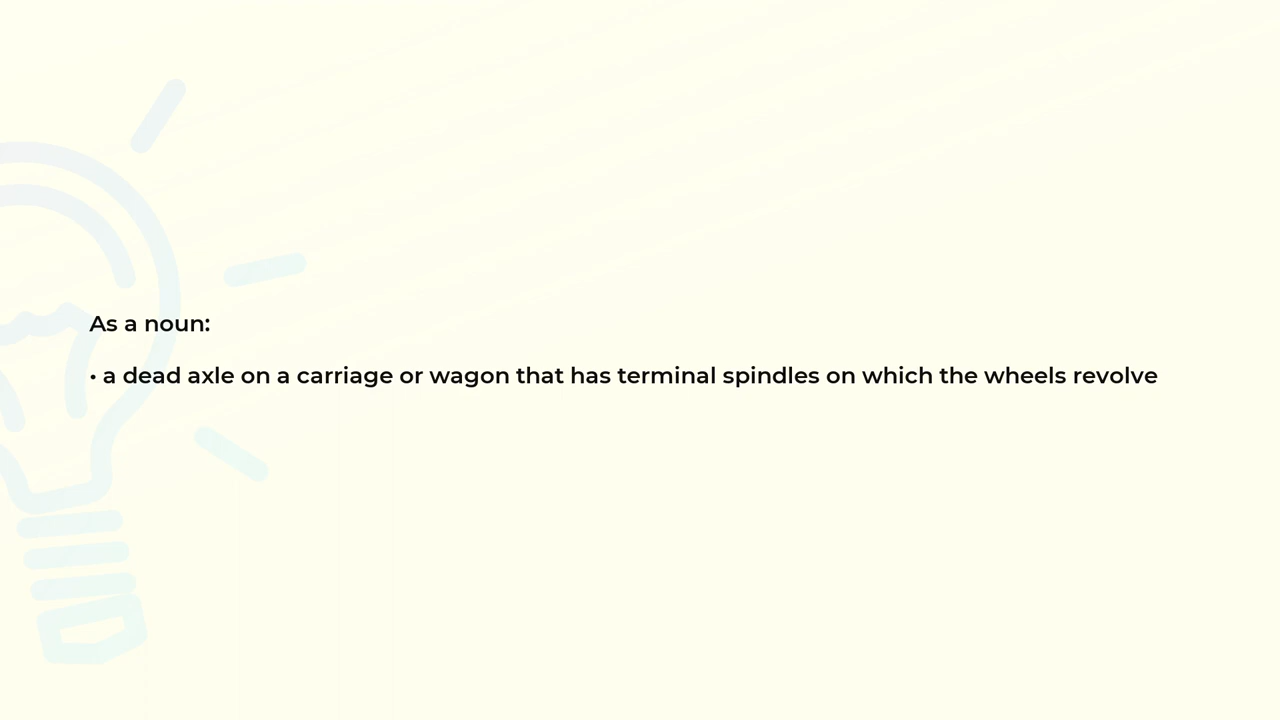 As a noun:
• a dead axle on a carriage or wagon that has terminal spindles on which the wheels revolve